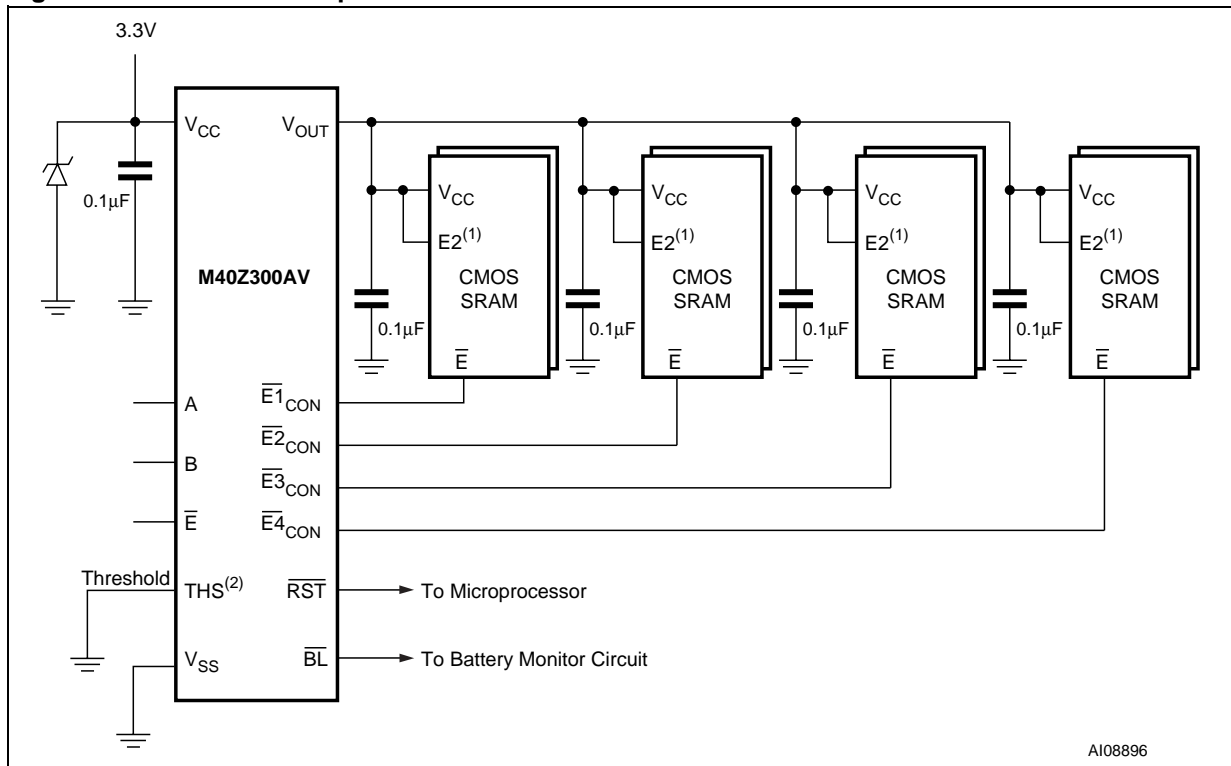 3.3V
VCC
VOUT
0.1μF
M40Z300AV
VCC
E2(1)
CMOS
SRAM
E
0.1μF
VCC
E2(1)
CMOS
SRAM
E
0.1μF
VCC
E2(1)
CMOS
SRAM
E
0.1μF
VCC
E2(1)
CMOS
SRAM
E
0.1μF
A
B
E
Threshold
THS(2)
VSS
E1CON
E2CON
E3CON
E4CON
RST
To Microprocessor
BL
To Battery Monitor Circuit
AI08896